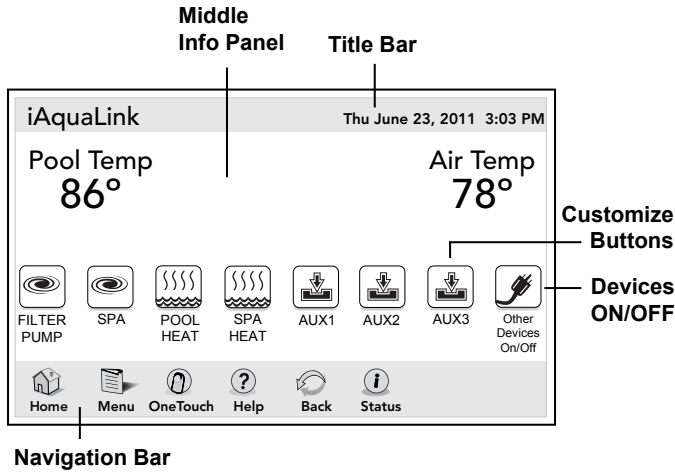 Middle
Info Panel
Title Bar
iAquaLink
Thu June 23, 2011 3:03 PM
Pool Temp
86°
Air Temp
78°
Customize
Buttons
Devices
ON/OFF
FILTER
PUMP
SPA
POOL
HEAT
SPA
HEAT
AUX1
AUX2
AUX3
Other
Devices
On/Off
Home
Menu
OneTouch
?
Help
Back
i
Status
Navigation Bar